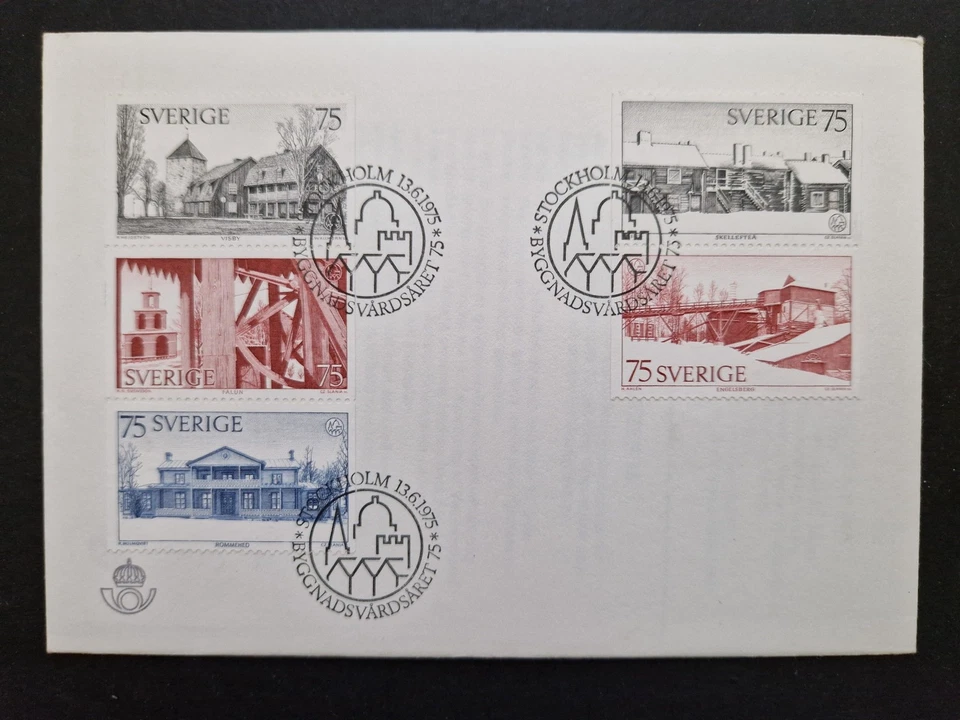 SVERIGE 75
VISBY
SVERIGE 75
SKELLEFTEÅ
STOCKHOLM 13.6.1975
* BYGGNADSVÅRDSÅRET 75 *
STOCKHOLM 13.6.1975
* BYGGNADSVÅRDSÅRET 75 *
SVERIGE 75
FALUN
75 SVERIGE
ENGELSBERG
75 SVERIGE
ROMMEHED
STOCKHOLM 13.6.1975
* BYGGNADSVÅRDSÅRET 75 *